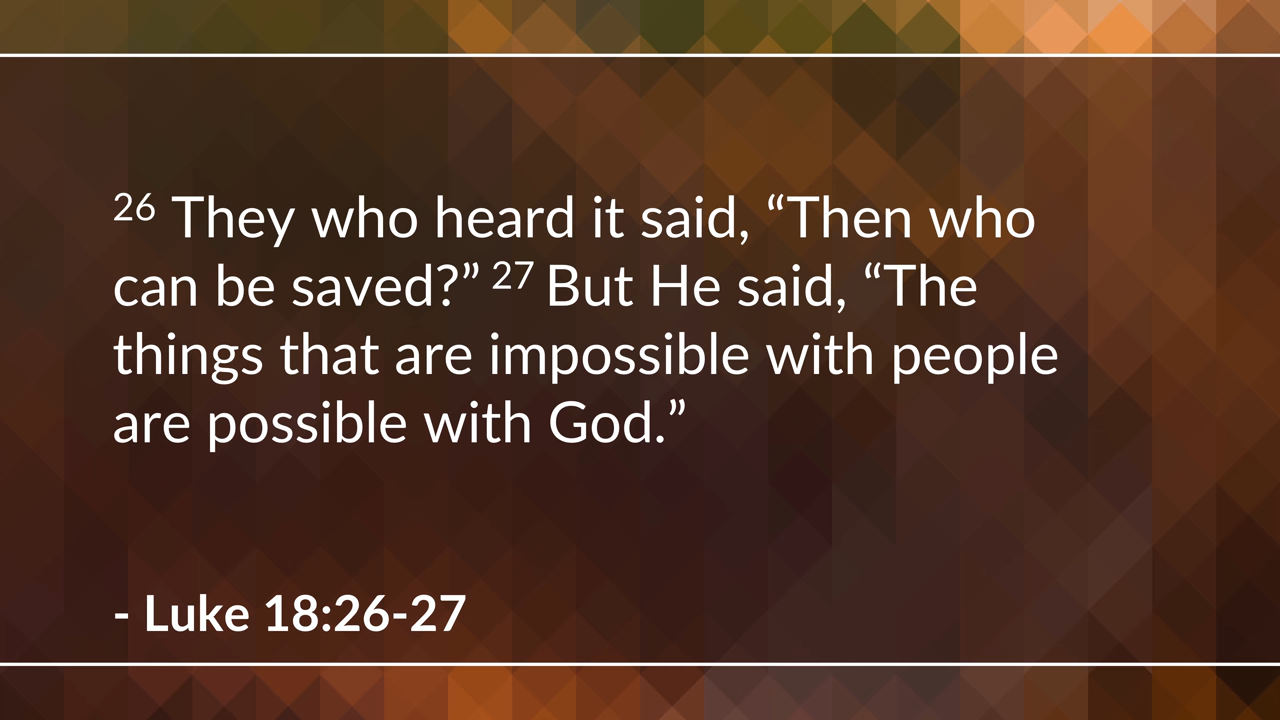 26 They who heard it said, “Then who
can be saved?” 27 But He said, “The
things that are impossible with people
are possible with God.”
- Luke 18:26-27